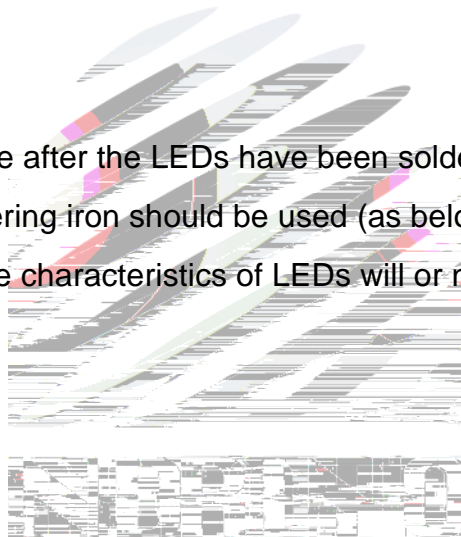 e after the LEDs have been solde
ering iron should be used (as belo
e characteristics of LEDs will or